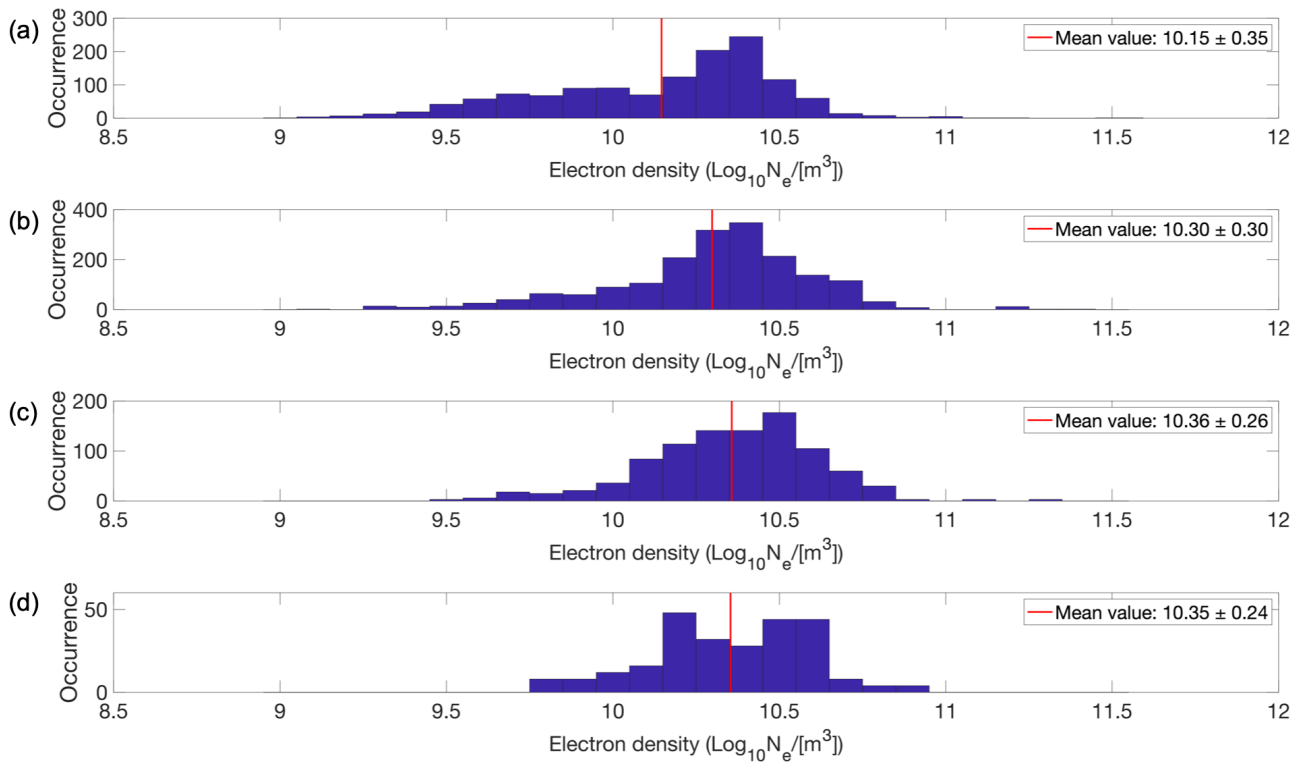 (a)
Occurrence
300
200
100
0
Mean value: 10.15 ± 0.35
8.5 9 9.5 10 10.5 11 11.5 12
Electron density (Log10Ne/[m3])
(b)
Occurrence
400
200
0
Mean value: 10.30 ± 0.30
8.5 9 9.5 10 10.5 11 11.5 12
Electron density (Log10Ne/[m3])
(c)
Occurrence
200
100
0
Mean value: 10.36 ± 0.26
8.5 9 9.5 10 10.5 11 11.5 12
Electron density (Log10Ne/[m3])
(d)
Occurrence
50
0
Mean value: 10.35 ± 0.24
8.5 9 9.5 10 10.5 11 11.5 12
Electron density (Log10Ne/[m3])